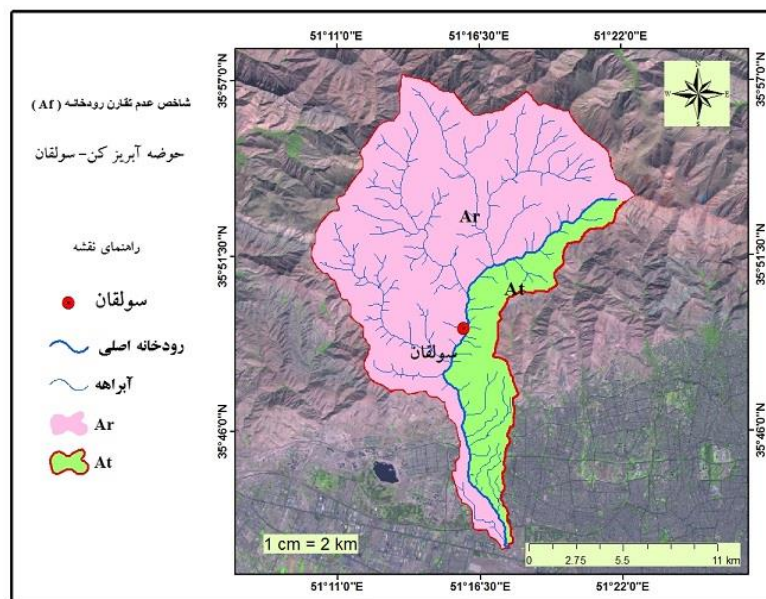 شاخص عدم تقارن رودخانه (Af)
حوضه آبریز کن- سولقان
راهنمای نقشه
سولقان
رودخانه اصلی
آبراهه
Ar
At
51°11'0"E
51°16'30"E
51°22'0"E
35°57'0"N
35°57'0"N
35°51'30"N
35°51'30"N
35°46'0"N
35°46'0"N
N
W
E
S
Ar
At
سولقان
1 cm = 2 km
0
2.75
5.5
11 km
51°11'0"E
51°16'30"E
51°22'0"E